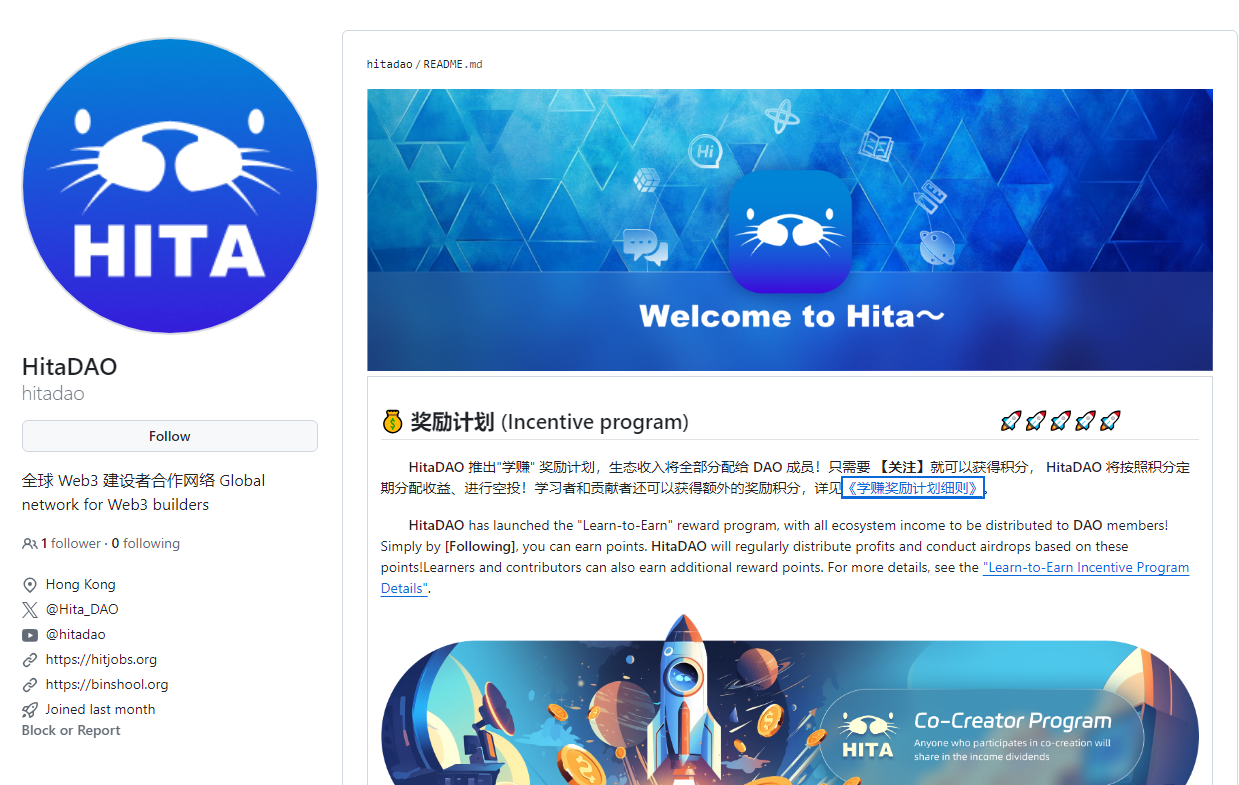 HITA
HitaDAO
hitadao
Follow
全球 Web3 建设者合作网络 Global
network for Web3 builders
1 follower · 0 following
Hong Kong
@Hita_DAO
@hitadao
https://hitjobs.org
https://binshool.org
Joined last month
Block or Report
hitadao / README.md
Hi
Welcome to Hita～
奖励计划 (Incentive program)
HitaDAO 推出"学赚" 奖励计划，生态收入将全部分配给 DAO 成员！只需要 【关注】就可以获得积分， HitaDAO 将按照积分定
期分配收益、进行空投！学习者和贡献者还可以获得额外的奖励积分，详见《学赚奖励计划细则》。
HitaDAO has launched the "Learn-to-Earn" reward program, with all ecosystem income to be distributed to DAO members!
Simply by [Following], you can earn points. HitaDAO will regularly distribute profits and conduct airdrops based on these
points!Learners and contributors can also earn additional reward points. For more details, see the "Learn-to-Earn Incentive Program
Details".
HITA
Co-Creator Program
Anyone who participates in co-creation will
share in the income dividends